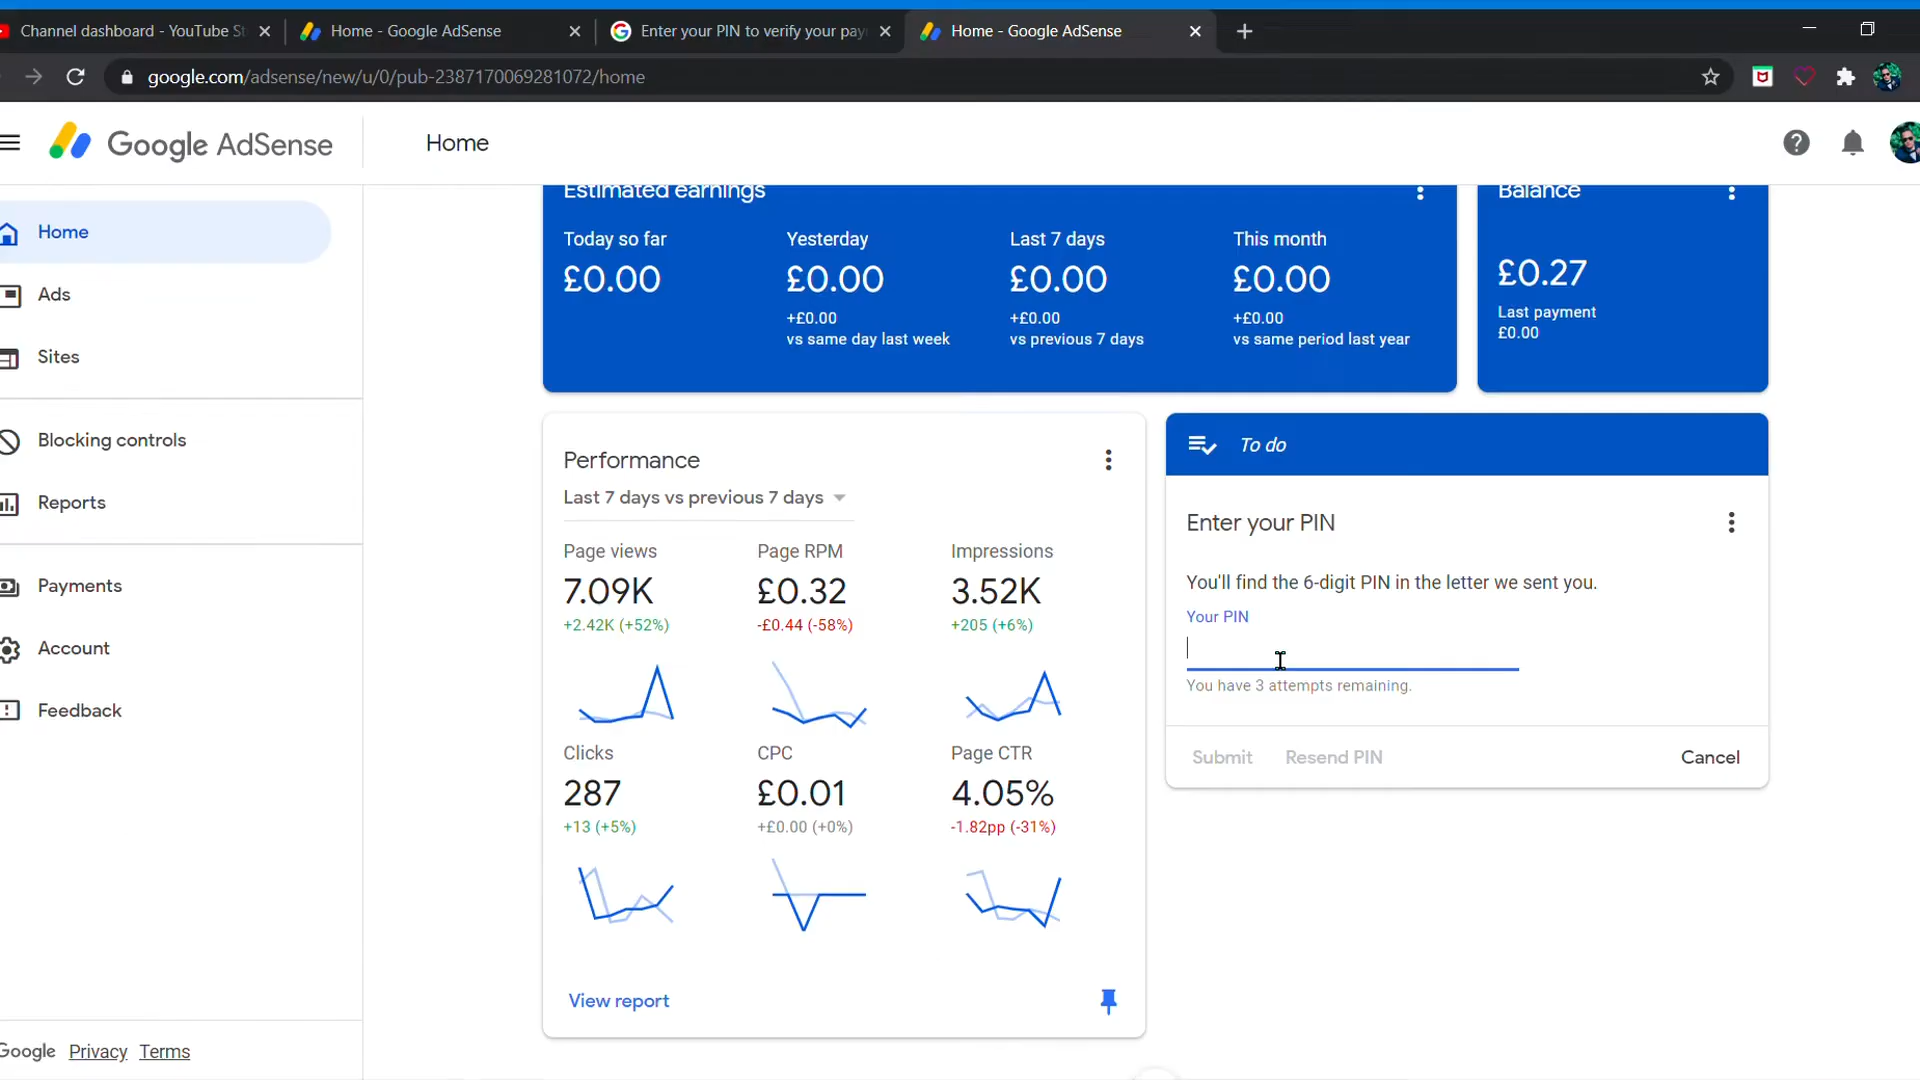 Channel dashboard - YouTube St
Home - Google AdSense
Enter your PIN to verify your pay
Home - Google AdSense
google.com/adsense/new/u/0/pub-2387170069281072/home
Google AdSense
Home
Home
Ads
Sites
Blocking controls
Reports
Payments
Account
Feedback
Google Privacy Terms
Estimated earnings
Today so far
£0.00
Yesterday
£0.00
+£0.00
vs same day last week
Last 7 days
£0.00
+£0.00
vs previous 7 days
This month
£0.00
+£0.00
vs same period last year
Balance
£0.27
Last payment
£0.00
Performance
Last 7 days vs previous 7 days
Page views
7.09K
+2.42K (+52%)
Page RPM
£0.32
-£0.44 (-58%)
Impressions
3.52K
+205 (+6%)
Clicks
287
+13 (+5%)
CPC
£0.01
+£0.00 (+0%)
Page CTR
4.05%
-1.82pp (-31%)
View report
To do
Enter your PIN
You'll find the 6-digit PIN in the letter we sent you.
Your PIN
You have 3 attempts remaining.
Submit
Resend PIN
Cancel